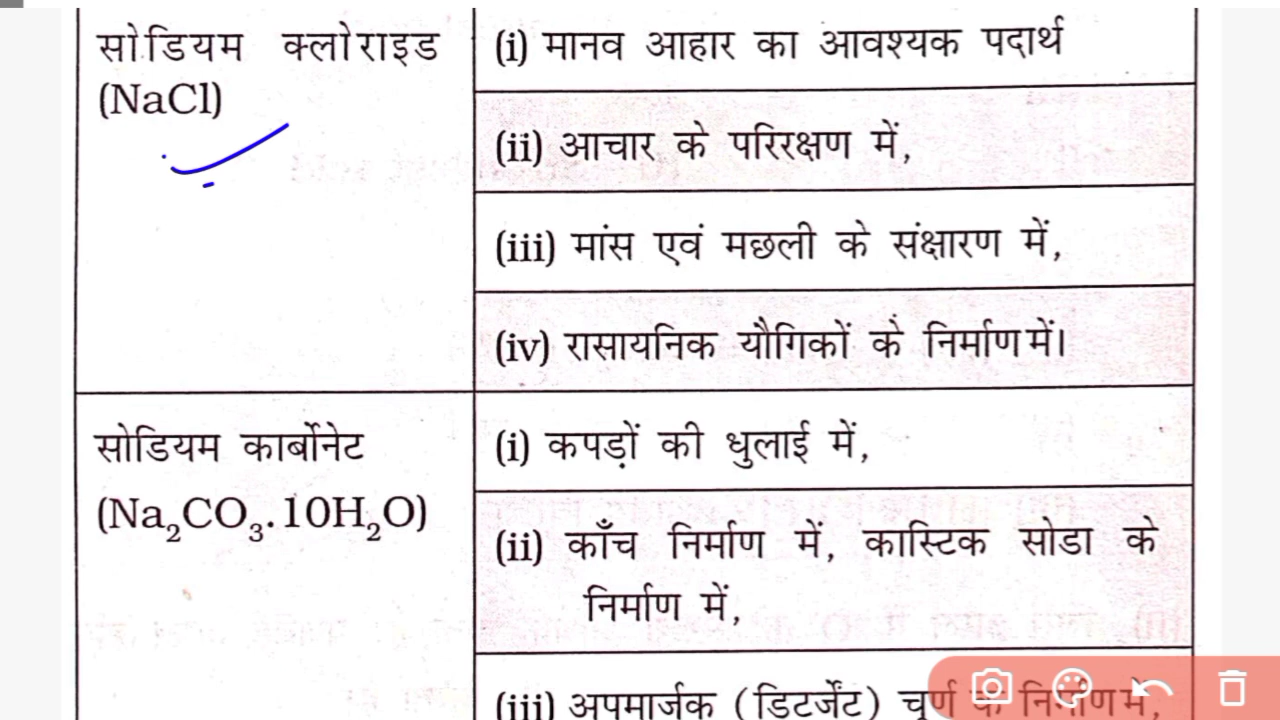 सोडियम क्लोराइड
(NaCl)
(i) मानव आहार का आवश्यक पदार्थ
(ii) आचार के परिरक्षण में,
(iii) मांस एवं मछली के संक्षारण में,
(iv) रासायनिक यौगिकों के निर्माण में।
सोडियम कार्बोनेट
(Na₂CO₃.10H₂O)
(i) कपड़ों की धुलाई में,
(ii) काँच निर्माण में, कास्टिक सोडा के
निर्माण में,
(iii) अपमार्जक (डिटर्जेंट) चूर्ण के निर्माण में,